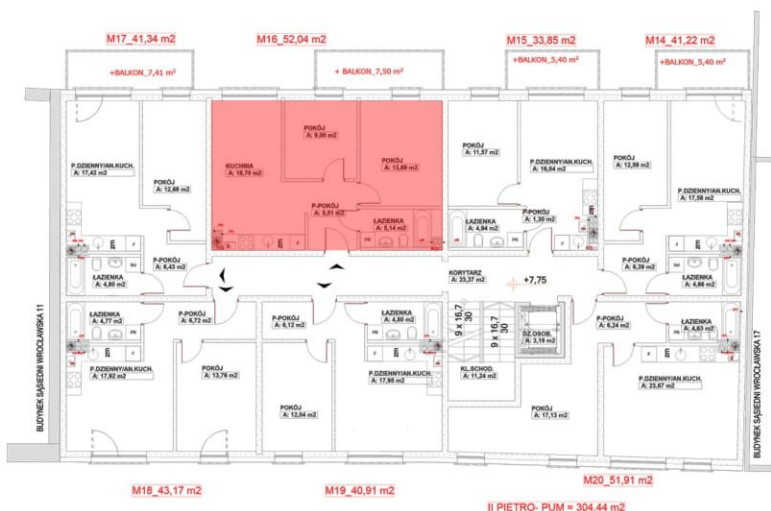 M17_41,34 m2
M16_52,04 m2
M15_33,85 m2
M14_41,22 m2
+BALKON_7,41 m²
+ BALKON_7,50 m²
+BALKON_5,40 m²
+BALKON_5,40 m²
P.DZIENNY/AN.KUCH.
A: 17,42 m2
POKÓJ
A: 12,88 m2
KUCHNIA
A: 18,70 m2
POKÓJ
A: 9,00 m2
POKÓJ
A: 13,69 m2
POKÓJ
A: 11,57 m2
P.DZIENNY/AN.KUCH.
A: 16,04 m2
POKÓJ
A: 12,59 m2
P.DZIENNY/AN.KUCH.
A: 17,58 m2
P-POKÓJ
A: 5,51 m2
ŁAZIENKA
A: 5,14 m2
ŁAZIENKA
A: 4,94 m2
P-POKÓJ
A: 1,30 m2
P-POKÓJ
A: 6,43 m2
ŁAZIENKA
A: 4,80 m2
KORYTARZ
A: 23,37 m2
+7,75
P-POKÓJ
A: 6,39 m2
ŁAZIENKA
A: 4,66 m2
ŁAZIENKA
A: 4,77 m2
P-POKÓJ
A: 6,72 m2
P-POKÓJ
A: 6,12 m2
ŁAZIENKA
A: 4,80 m2
9 x 16,7
30
9 x 16,7
30
DZ.OSOB.
A: 3,19 m2
P-POKÓJ
A: 6,24 m2
ŁAZIENKA
A: 4,63 m2
P.DZIENNY/AN.KUCH.
A: 17,92 m2
POKÓJ
A: 13,76 m2
POKÓJ
A: 12,04 m2
P.DZIENNY/AN.KUCH.
A: 17,95 m2
KL.SCHOD.
A: 11,24 m2
POKÓJ
A: 17,13 m2
P.DZIENNY/AN.KUCH.
A: 23,87 m2
BUDYNEK SĄSIEDNI WROCŁAWSKA 11
BUDYNEK SĄSIEDNI WROCŁAWSKA 17
M18_43,17 m2
M19_40,91 m2
M20_51,91 m2
II PIĘTRO- PUM = 304.44 m2